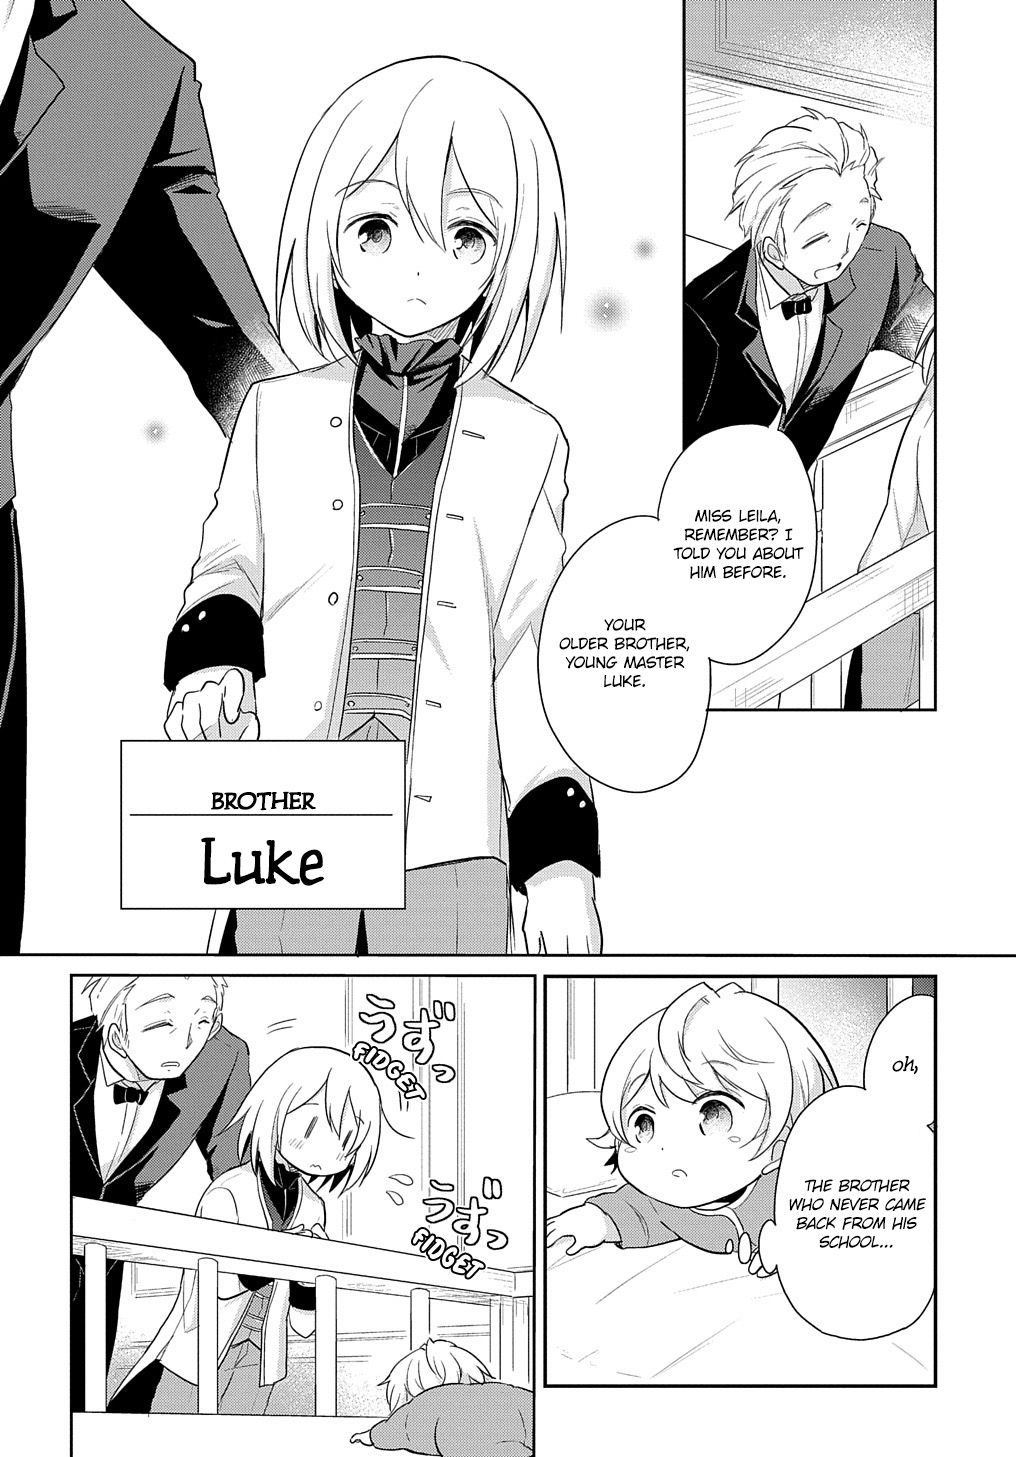 MISS LEILA,
REMEMBER? I
TOLD YOU ABOUT
HIM BEFORE.
YOUR
OLDER BROTHER,
YOUNG MASTER
LUKE.
BROTHER
Luke
oh,
THE BROTHER
WHO NEVER CAME
BACK FROM HIS
SCHOOL...
うずっ
FIDGET
うずっ
FIDGET